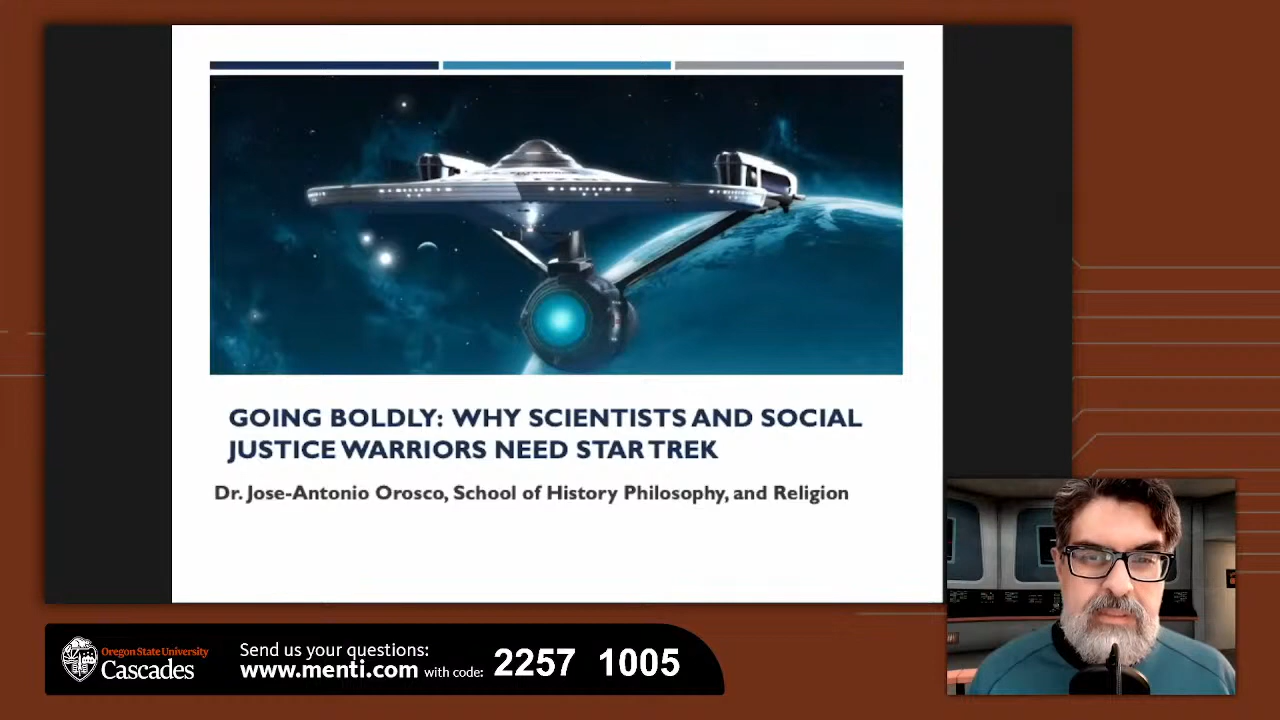 GOING BOLDLY: WHY SCIENTISTS AND SOCIAL
JUSTICE WARRIORS NEED STAR TREK
Dr. Jose-Antonio Orosco, School of History Philosophy, and Religion
Oregon State University
Cascades
Send us your questions:
www.menti.com with code: 2257 1005